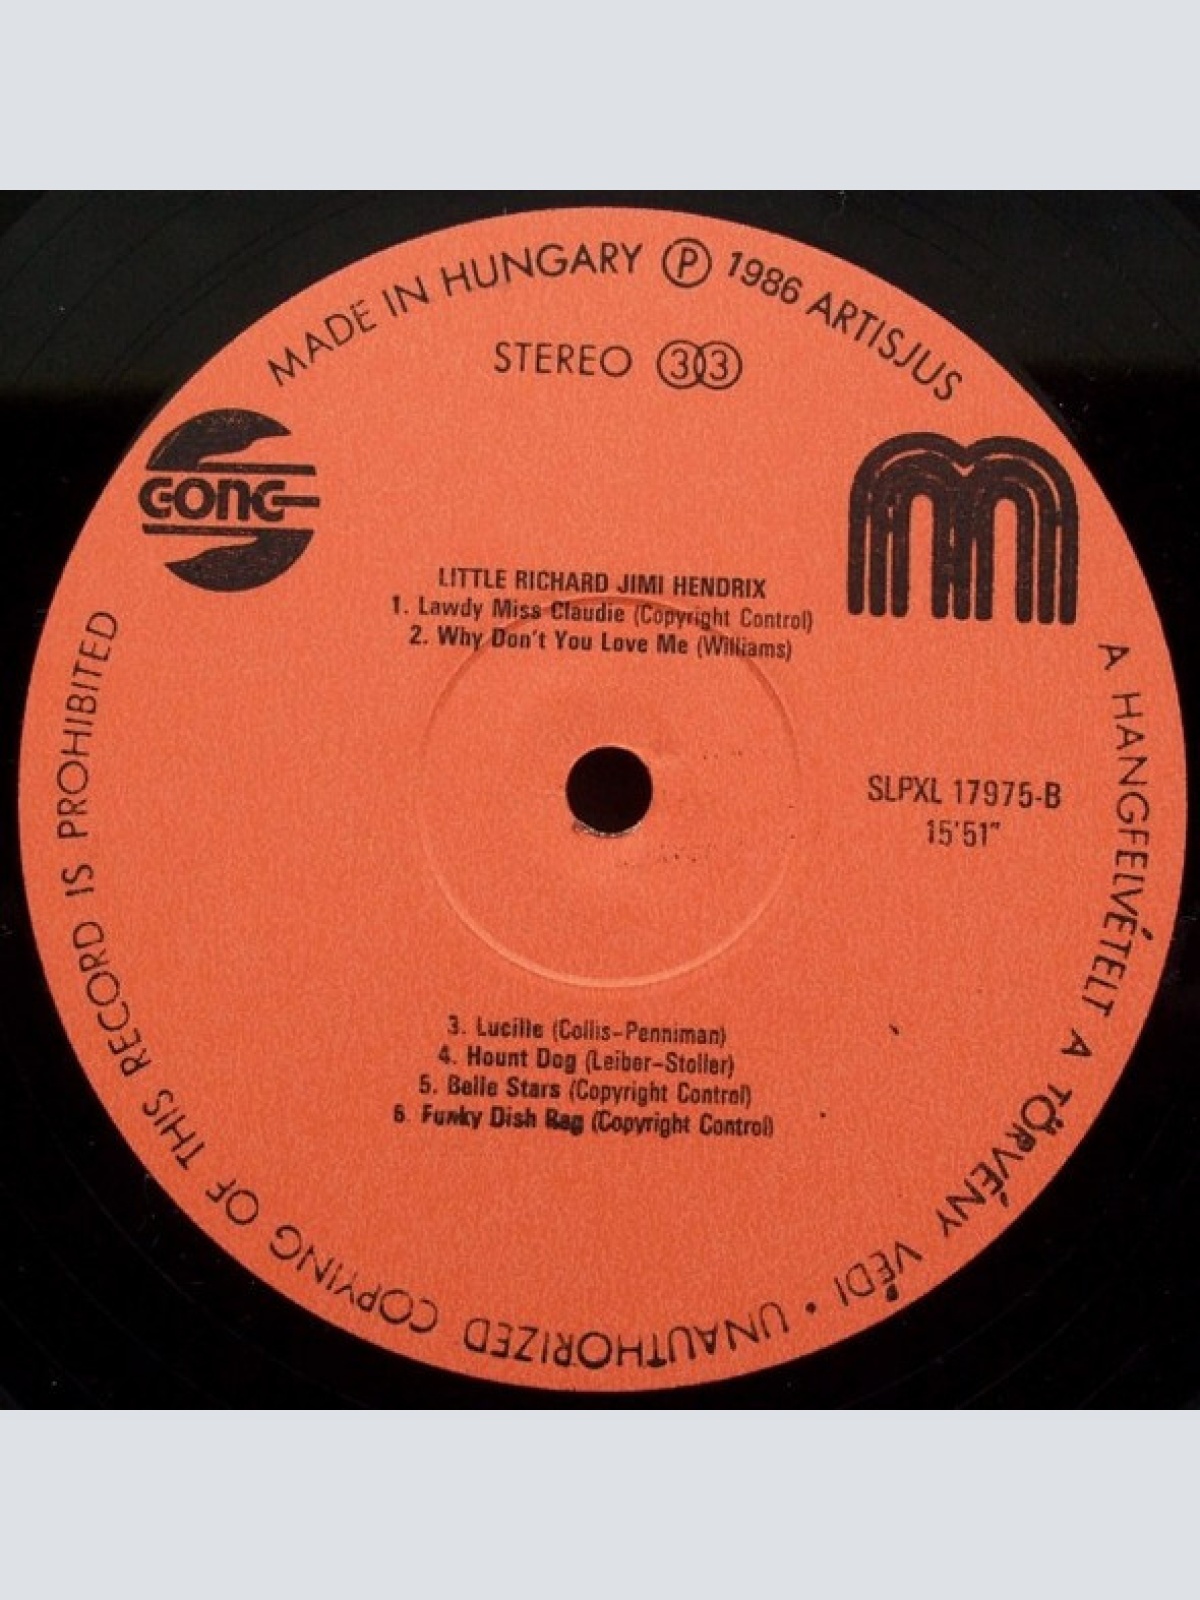 MADE IN HUNGARY Ⓟ 1986 ARTISJUS
STEREO 33
GONG
LITTLE RICHARD JIMI HENDRIX
1. Lawdy Miss Claudie (Copyright Control)
2. Why Don't You Love Me (Williams)
SLPXL 17975-B
15'51"
3. Lucille (Collis-Penniman)
4. Hount Dog (Leiber-Stoller)
5. Belle Stars (Copyright Control)
6. Funky Dish Rag (Copyright Control)
A HANGFELVÉTELT A TÖRVÉNY VÉDI • UNAUTHORIZED COPYING OF THIS RECORD IS PROHIBITED